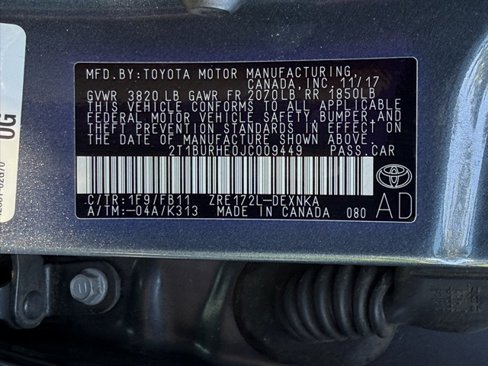 MFD. BY: TOYOTA MOTOR MANUFACTURING
CANADA, INC. 11/17
GVWR 3820 LB GAWR FR 2070LB RR 1850LB
THIS VEHICLE CONFORMS TO ALL APPLICABLE
FEDERAL MOTOR VEHICLE SAFETY, BUMPER, AND
THEFT PREVENTION STANDARDS IN EFFECT ON
THE DATE OF MANUFACTURE SHOWN ABOVE.
2T1BURHE0JC009449 PASS. CAR
C/TR: 1F9/FB11 ZRE172L-DEXNKA
A/TM: -04A/K313 MADE IN CANADA 080
TOYOTA
AD
0G